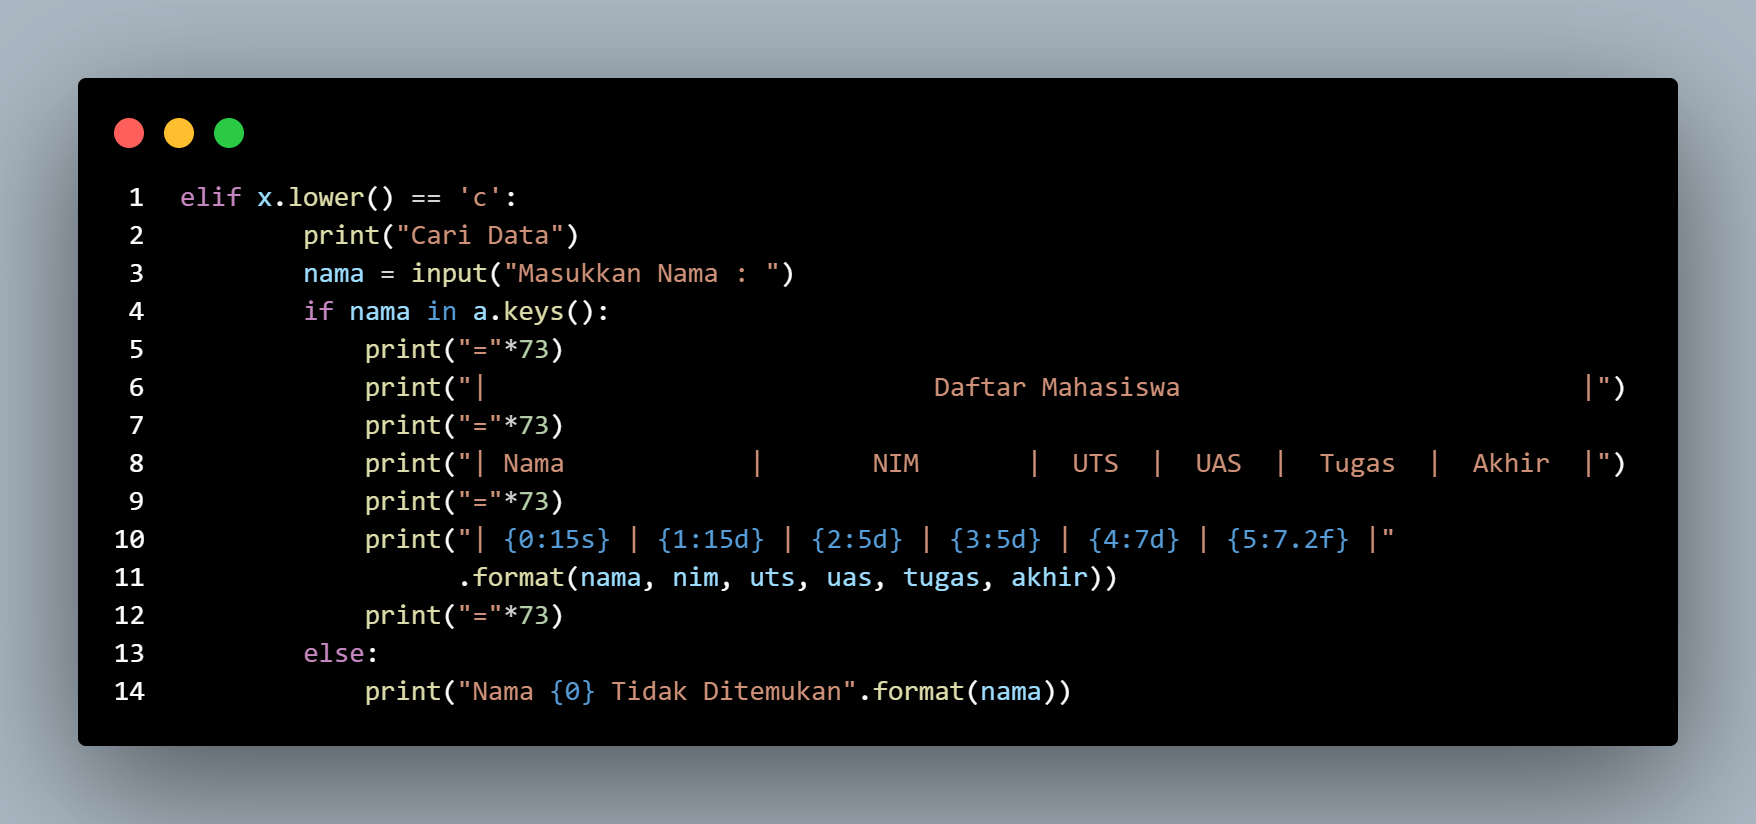 1 elif x.lower() == 'c':
2         print("Cari Data")
3         nama = input("Masukkan Nama : ")
4         if nama in a.keys():
5             print("="*73)
6             print("|                             Daftar Mahasiswa                          |")
7             print("="*73)
8             print("| Nama            |       NIM       |  UTS  |  UAS  |  Tugas  |  Akhir  |")
9             print("="*73)
10             print("| {0:15s} | {1:15d} | {2:5d} | {3:5d} | {4:7d} | {5:7.2f} |"
11                   .format(nama, nim, uts, uas, tugas, akhir))
12             print("="*73)
13         else:
14             print("Nama {0} Tidak Ditemukan".format(nama))